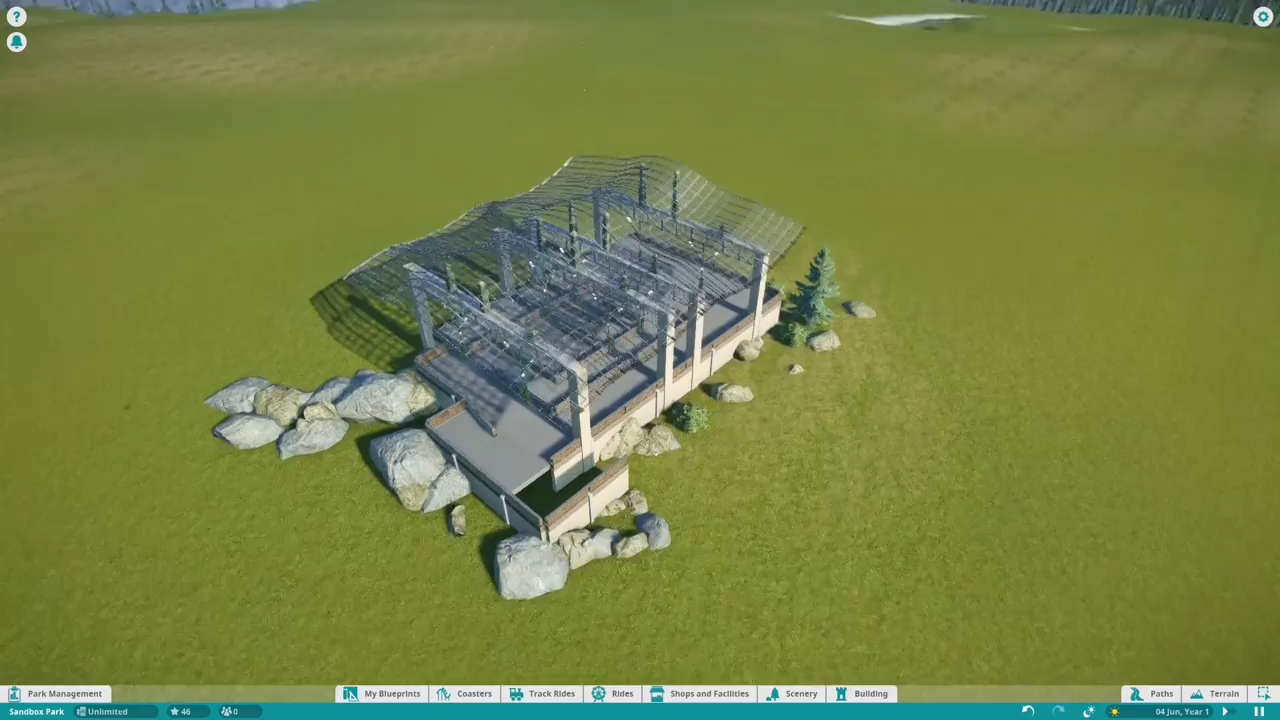 ?
Park Management
My Blueprints
Coasters
Track Rides
Rides
Shops and Facilities
Scenery
Building
Paths
Terrain
Sandbox Park
Unlimited
46
0
04 Jun, Year 1